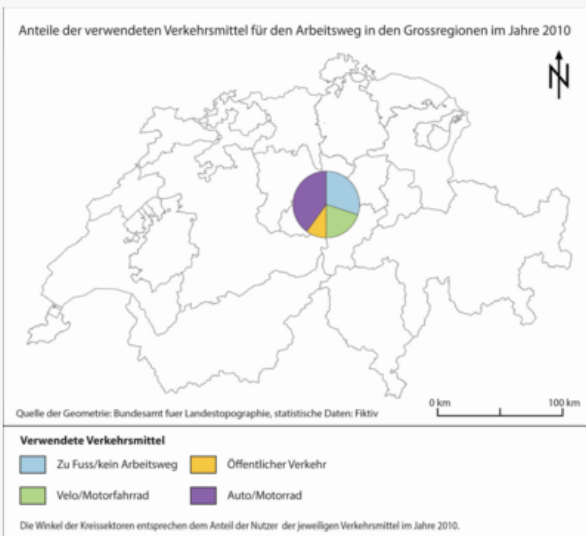 Anteile der verwendeten Verkehrsmittel für den Arbeitsweg in den Grossregionen im Jahre 2010
N
0 km 100 km
Quelle der Geometrie: Bundesamt fuer Landestopographie, statistische Daten: Fiktiv
Verwendete Verkehrsmittel
Zu Fuss/kein Arbeitsweg Öffentlicher Verkehr
Velo/Motorfahrrad Auto/Motorrad
Die Winkel der Kreissektoren entsprechen dem Anteil der Nutzer der jeweiligen Verkehrsmittel im Jahre 2010.